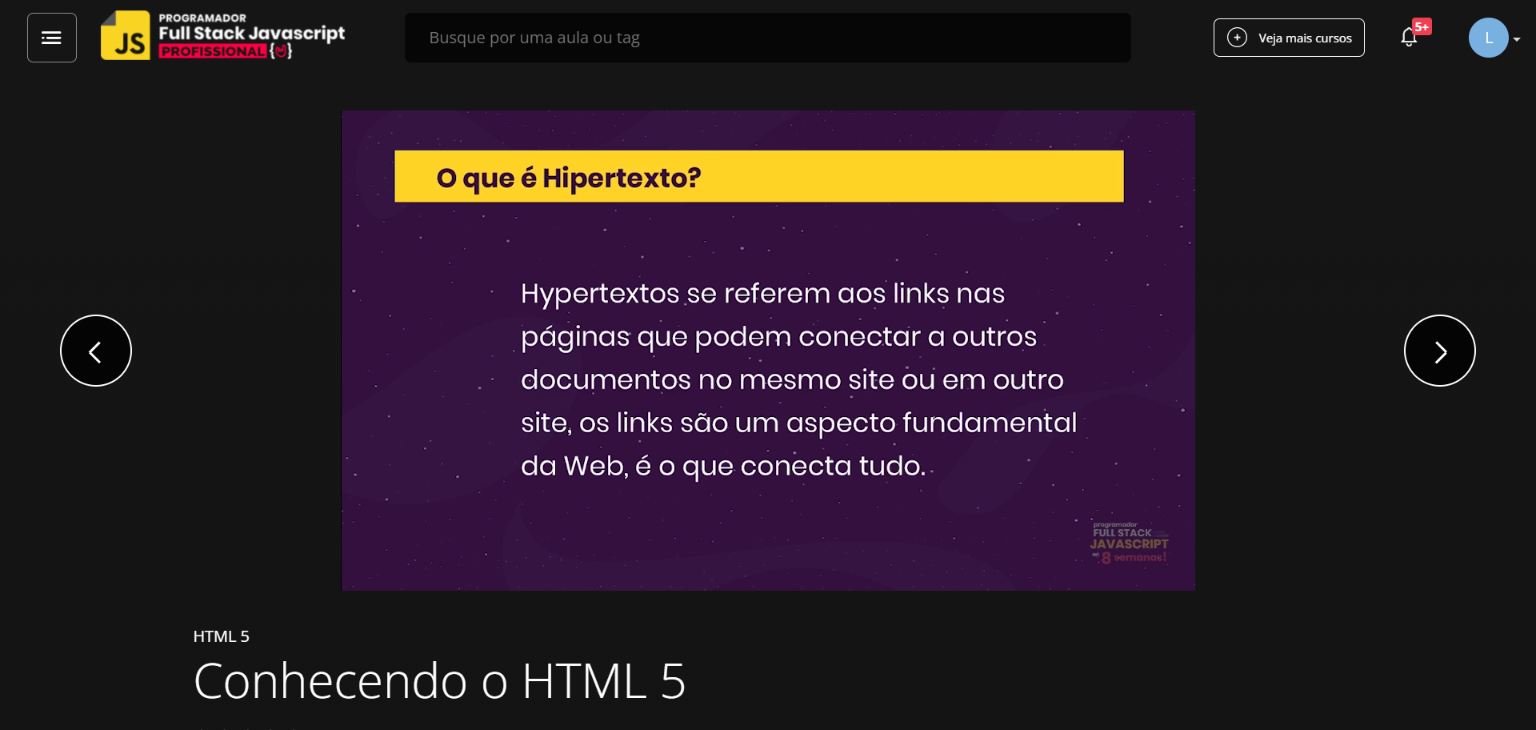 JS
PROGRAMADOR
Full Stack Javascript
PROFISSIONAL
Busque por uma aula ou tag
Veja mais cursos
5+
L
O que é Hipertexto?
Hypertextos se referem aos links nas
páginas que podem conectar a outros
documentos no mesmo site ou em outro
site, os links são um aspecto fundamental
da Web, é o que conecta tudo.
programador
FULL STACK
JAVASCRIPT
8 semanas!
HTML 5
Conhecendo o HTML 5